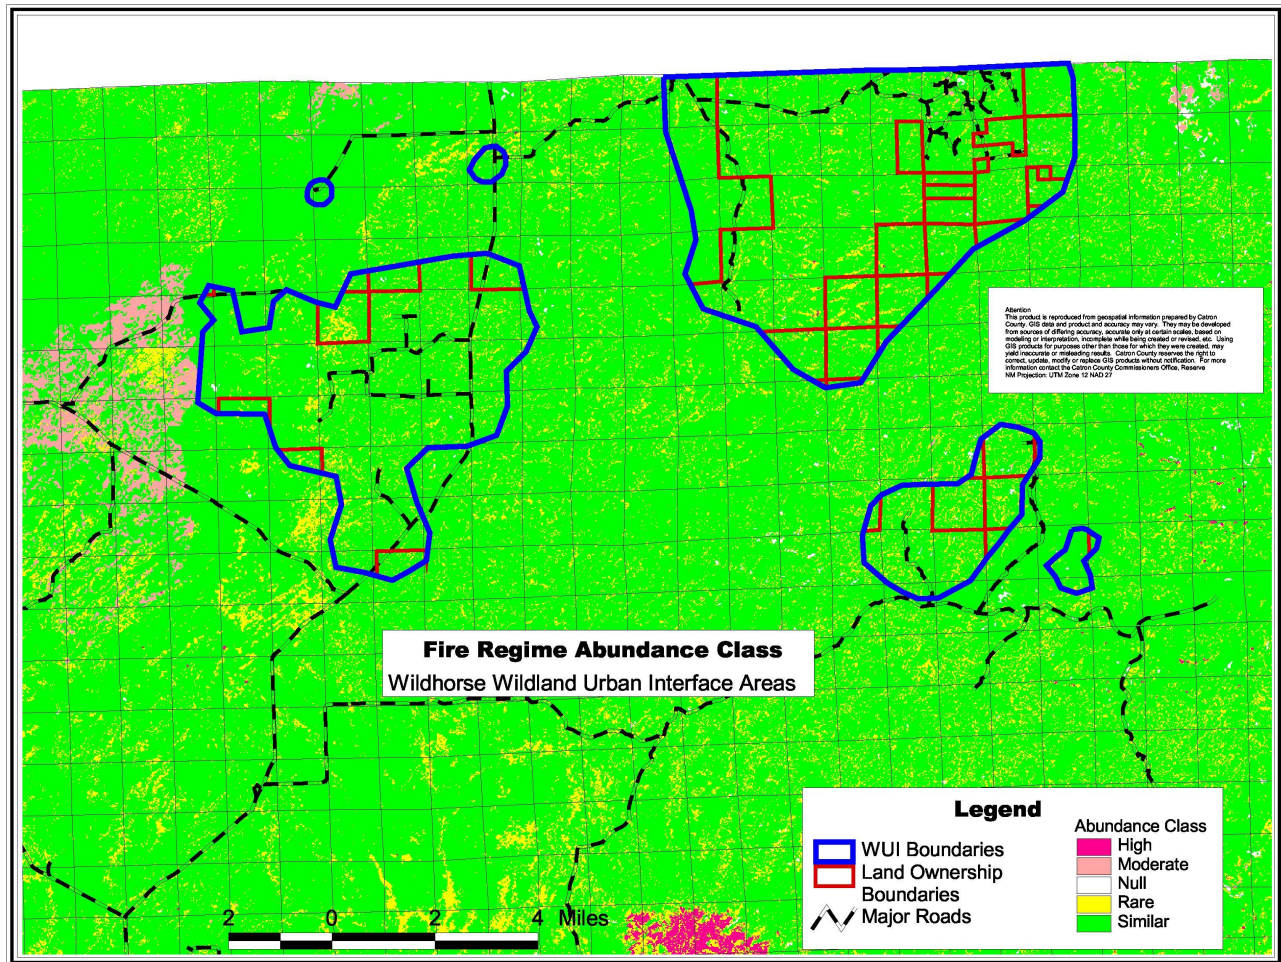 Attention
This product is reproduced from geospatial information prepared by Catron
County. GIS data and product and accuracy may vary. They may be developed
from sources of differing accuracy, accurate only at certain scales, based on
modeling or interpretation, incomplete while being created or revised, etc. Using
GIS products for purposes other than those for which they were created, may
yield inaccurate or misleading results. Catron County reserves the right to
correct, update, modify or replace GIS products without notification. For more
information contact the Catron County Commissioners Office, Reserve
NM Projection: UTM Zone 12 NAD 27
Fire Regime Abundance Class
Wildhorse Wildland Urban Interface Areas
Legend
WUI Boundaries
Land Ownership
Boundaries
Major Roads
Abundance Class
High
Moderate
Null
Rare
Similar
2 0 2 4 Miles